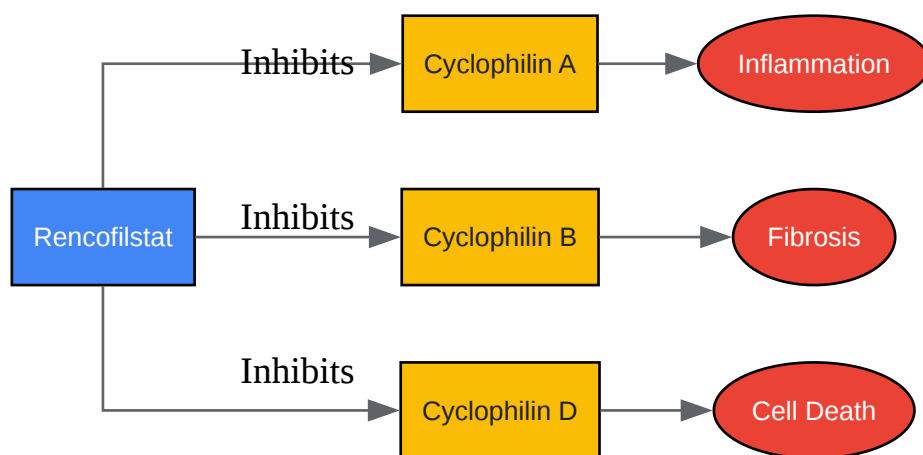 Inhibits
Cyclophilin A
Inflammation
Rencofilstat
Inhibits
Cyclophilin B
Fibrosis
Inhibits
Cyclophilin D
Cell Death